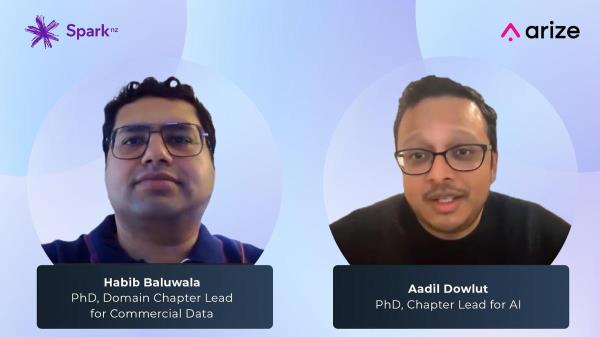 Spark nz
arize
Habib Baluwala
PhD, Domain Chapter Lead
for Commercial Data
Aadil Dowlut
PhD, Chapter Lead for AI